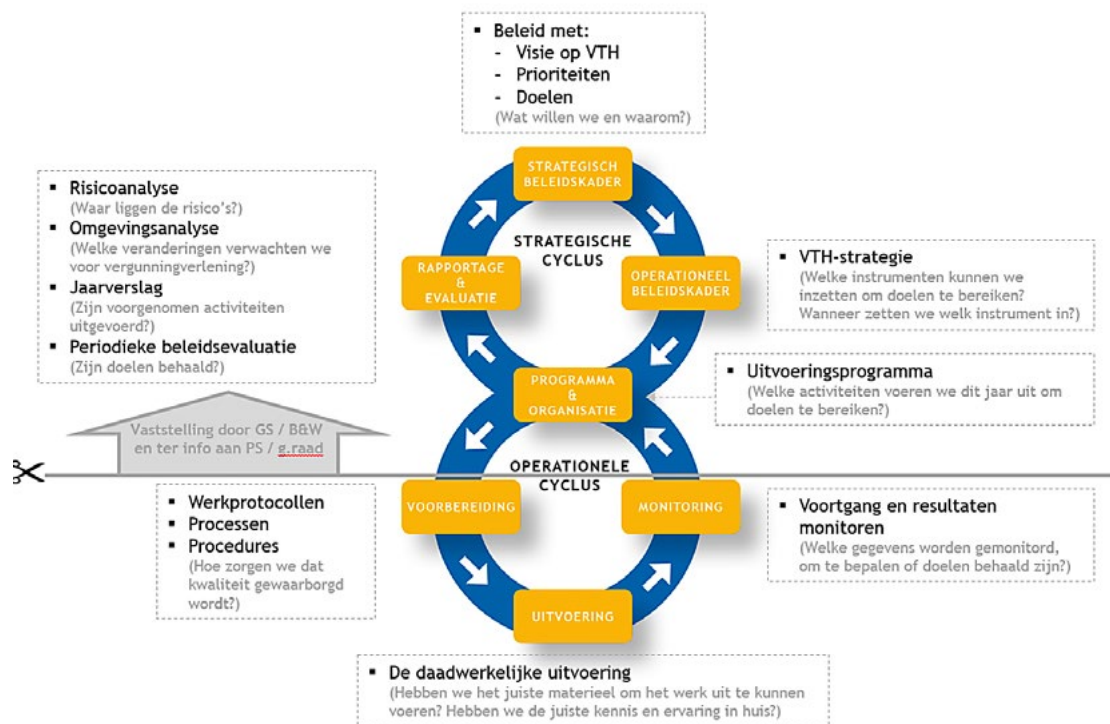 ▪ Beleid met:
- Visie op VTH
- Prioriteiten
- Doelen
(Wat willen we en waarom?)
STRATEGISCH
BELEIDSKADER
▪ Risicoanalyse
(Waar liggen de risico's?)
▪ Omgevingsanalyse
(Welke veranderingen verwachten we
voor vergunningverlening?)
▪ Jaarverslag
(Zijn voorgenomen activiteiten
uitgevoerd?)
▪ Periodieke beleidsevaluatie
(Zijn doelen behaald?)
STRATEGISCHE
CYCLUS
RAPPORTAGE
&
EVALUATIE
OPERATIONEEL
BELEIDSKADER
▪ VTH-strategie
(Welke instrumenten kunnen we
inzetten om doelen te bereiken?
Wanneer zetten we welk instrument in?)
PROGRAMMA
&
ORGANISATIE
▪ Uitvoeringsprogramma
(Welke activiteiten voeren we dit jaar uit om
doelen te bereiken?)
Vaststelling door GS / B&W
en ter info aan PS / g.raad
OPERATIONELE
CYCLUS
▪ Werkprotocollen
▪ Processen
▪ Procedures
(Hoe zorgen we dat
kwaliteit gewaarborgd
wordt?)
VOORBEREIDING
MONITORING
▪ Voortgang en resultaten
monitoren
(Welke gegevens worden gemonitord,
om te bepalen of doelen behaald zijn?)
UITVOERING
▪ De daadwerkelijke uitvoering
(Hebben we het juiste materieel om het werk uit te kunnen
voeren? Hebben we de juiste kennis en ervaring in huis?)